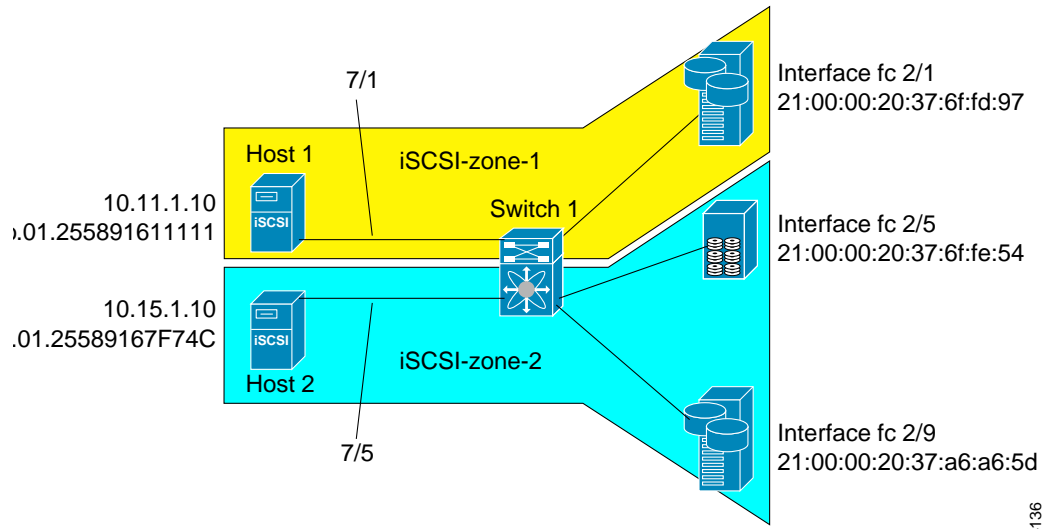 7/1
Interface fc 2/1
21:00:00:20:37:6f:fd:97
Host 1
iSCSI-zone-1
iSCSI
10.11.1.10
.01.255891611111
Switch 1
Interface fc 2/5
21:00:00:20:37:6f:fe:54
10.15.1.10
.01.25589167F74C
iSCSI
iSCSI-zone-2
Host 2
7/5
Interface fc 2/9
21:00:00:20:37:a6:a6:5d
136